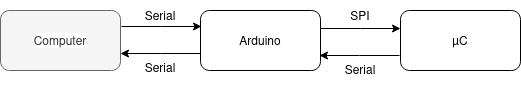 Serial
SPI
Computer
Arduino
µC
Serial
Serial